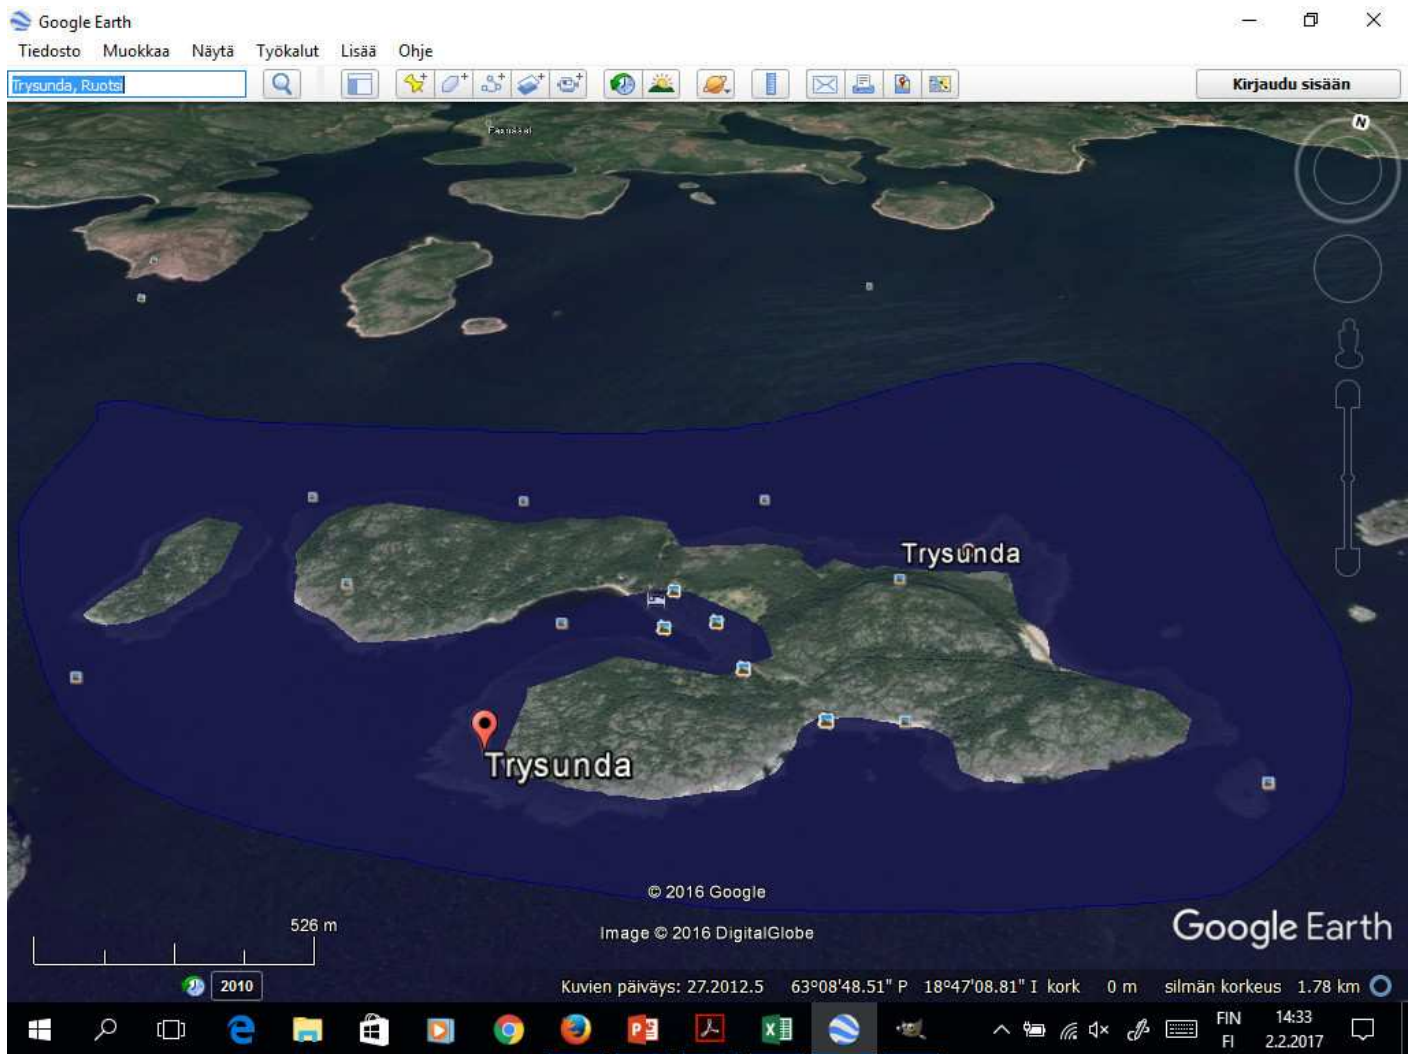 Google Earth
Tiedosto Muokkaa Näytä Työkalut Lisää Ohje
Trysunda, Ruotsi
Kirjaudu sisään
N
Trysunda
Trysunda
© 2016 Google
526 m
Image © 2016 DigitalGlobe
Google Earth
2010
Kuvien päiväys: 27.2012.5 63°08'48.51" P 18°47'08.81" I kork 0 m silmän korkeus 1.78 km
FIN 14:33
FI 2.2.2017